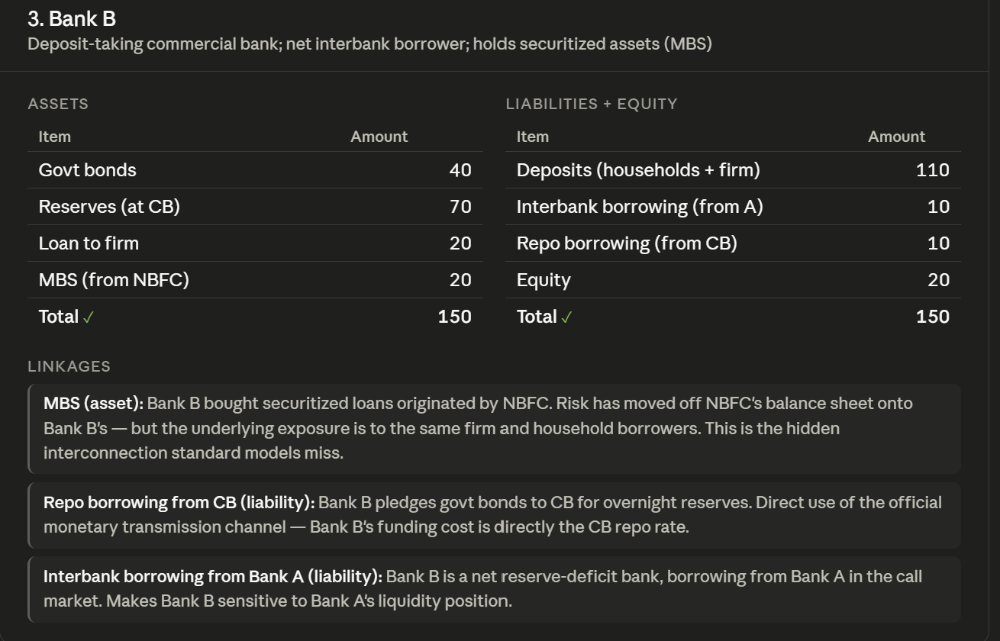 3. Bank B
Deposit-taking commercial bank; net interbank borrower; holds securitized assets (MBS)
ASSETS
Item Amount
Govt bonds 40
Reserves (at CB) 70
Loan to firm 20
MBS (from NBFC) 20
Total ✓ 150
LIABILITIES + EQUITY
Item Amount
Deposits (households + firm) 110
Interbank borrowing (from A) 10
Repo borrowing (from CB) 10
Equity 20
Total ✓ 150
LINKAGES
MBS (asset): Bank B bought securitized loans originated by NBFC. Risk has moved off NBFC's balance sheet onto
Bank B's — but the underlying exposure is to the same firm and household borrowers. This is the hidden
interconnection standard models miss.
Repo borrowing from CB (liability): Bank B pledges govt bonds to CB for overnight reserves. Direct use of the official
monetary transmission channel — Bank B's funding cost is directly the CB repo rate.
Interbank borrowing from Bank A (liability): Bank B is a net reserve-deficit bank, borrowing from Bank A in the call
market. Makes Bank B sensitive to Bank A's liquidity position.